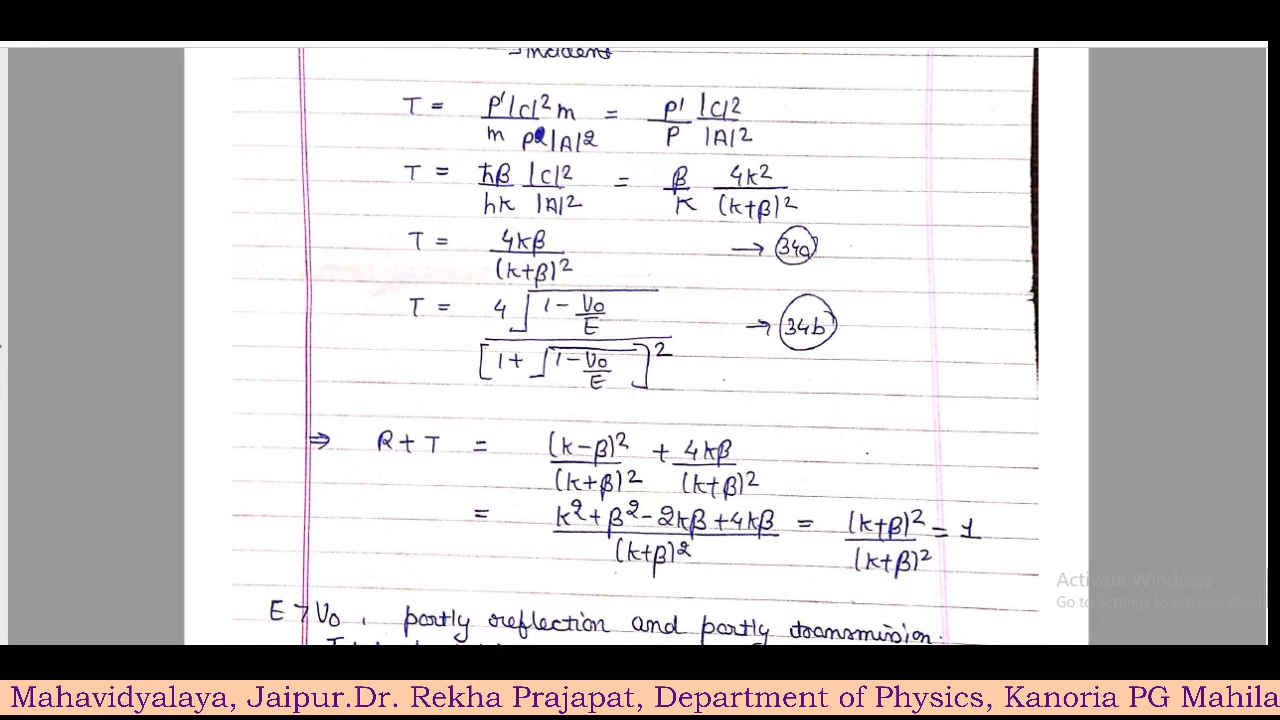 Incident
T = p'|C|² m / m p|A|² = p'/p |C|²/|A|²
T = ħβ/ħk |C|²/|A|² = β/k 4k²/(k+β)²
T = 4kβ/(k+β)² → 34a
T = 4√(1 - V₀/E) / [1 + √(1 - V₀/E)]² → 34b
⇒ R + T = (k-β)²/(k+β)² + 4kβ/(k+β)²
= k² + β² - 2kβ + 4kβ / (k+β)² = (k+β)²/(k+β)² = 1
E > V₀, partly reflection and partly transmission.
Activate Windows
Go to Settings to activate Windows
Mahavidyalaya, Jaipur.Dr. Rekha Prajapat, Department of Physics, Kanoria PG Mahila